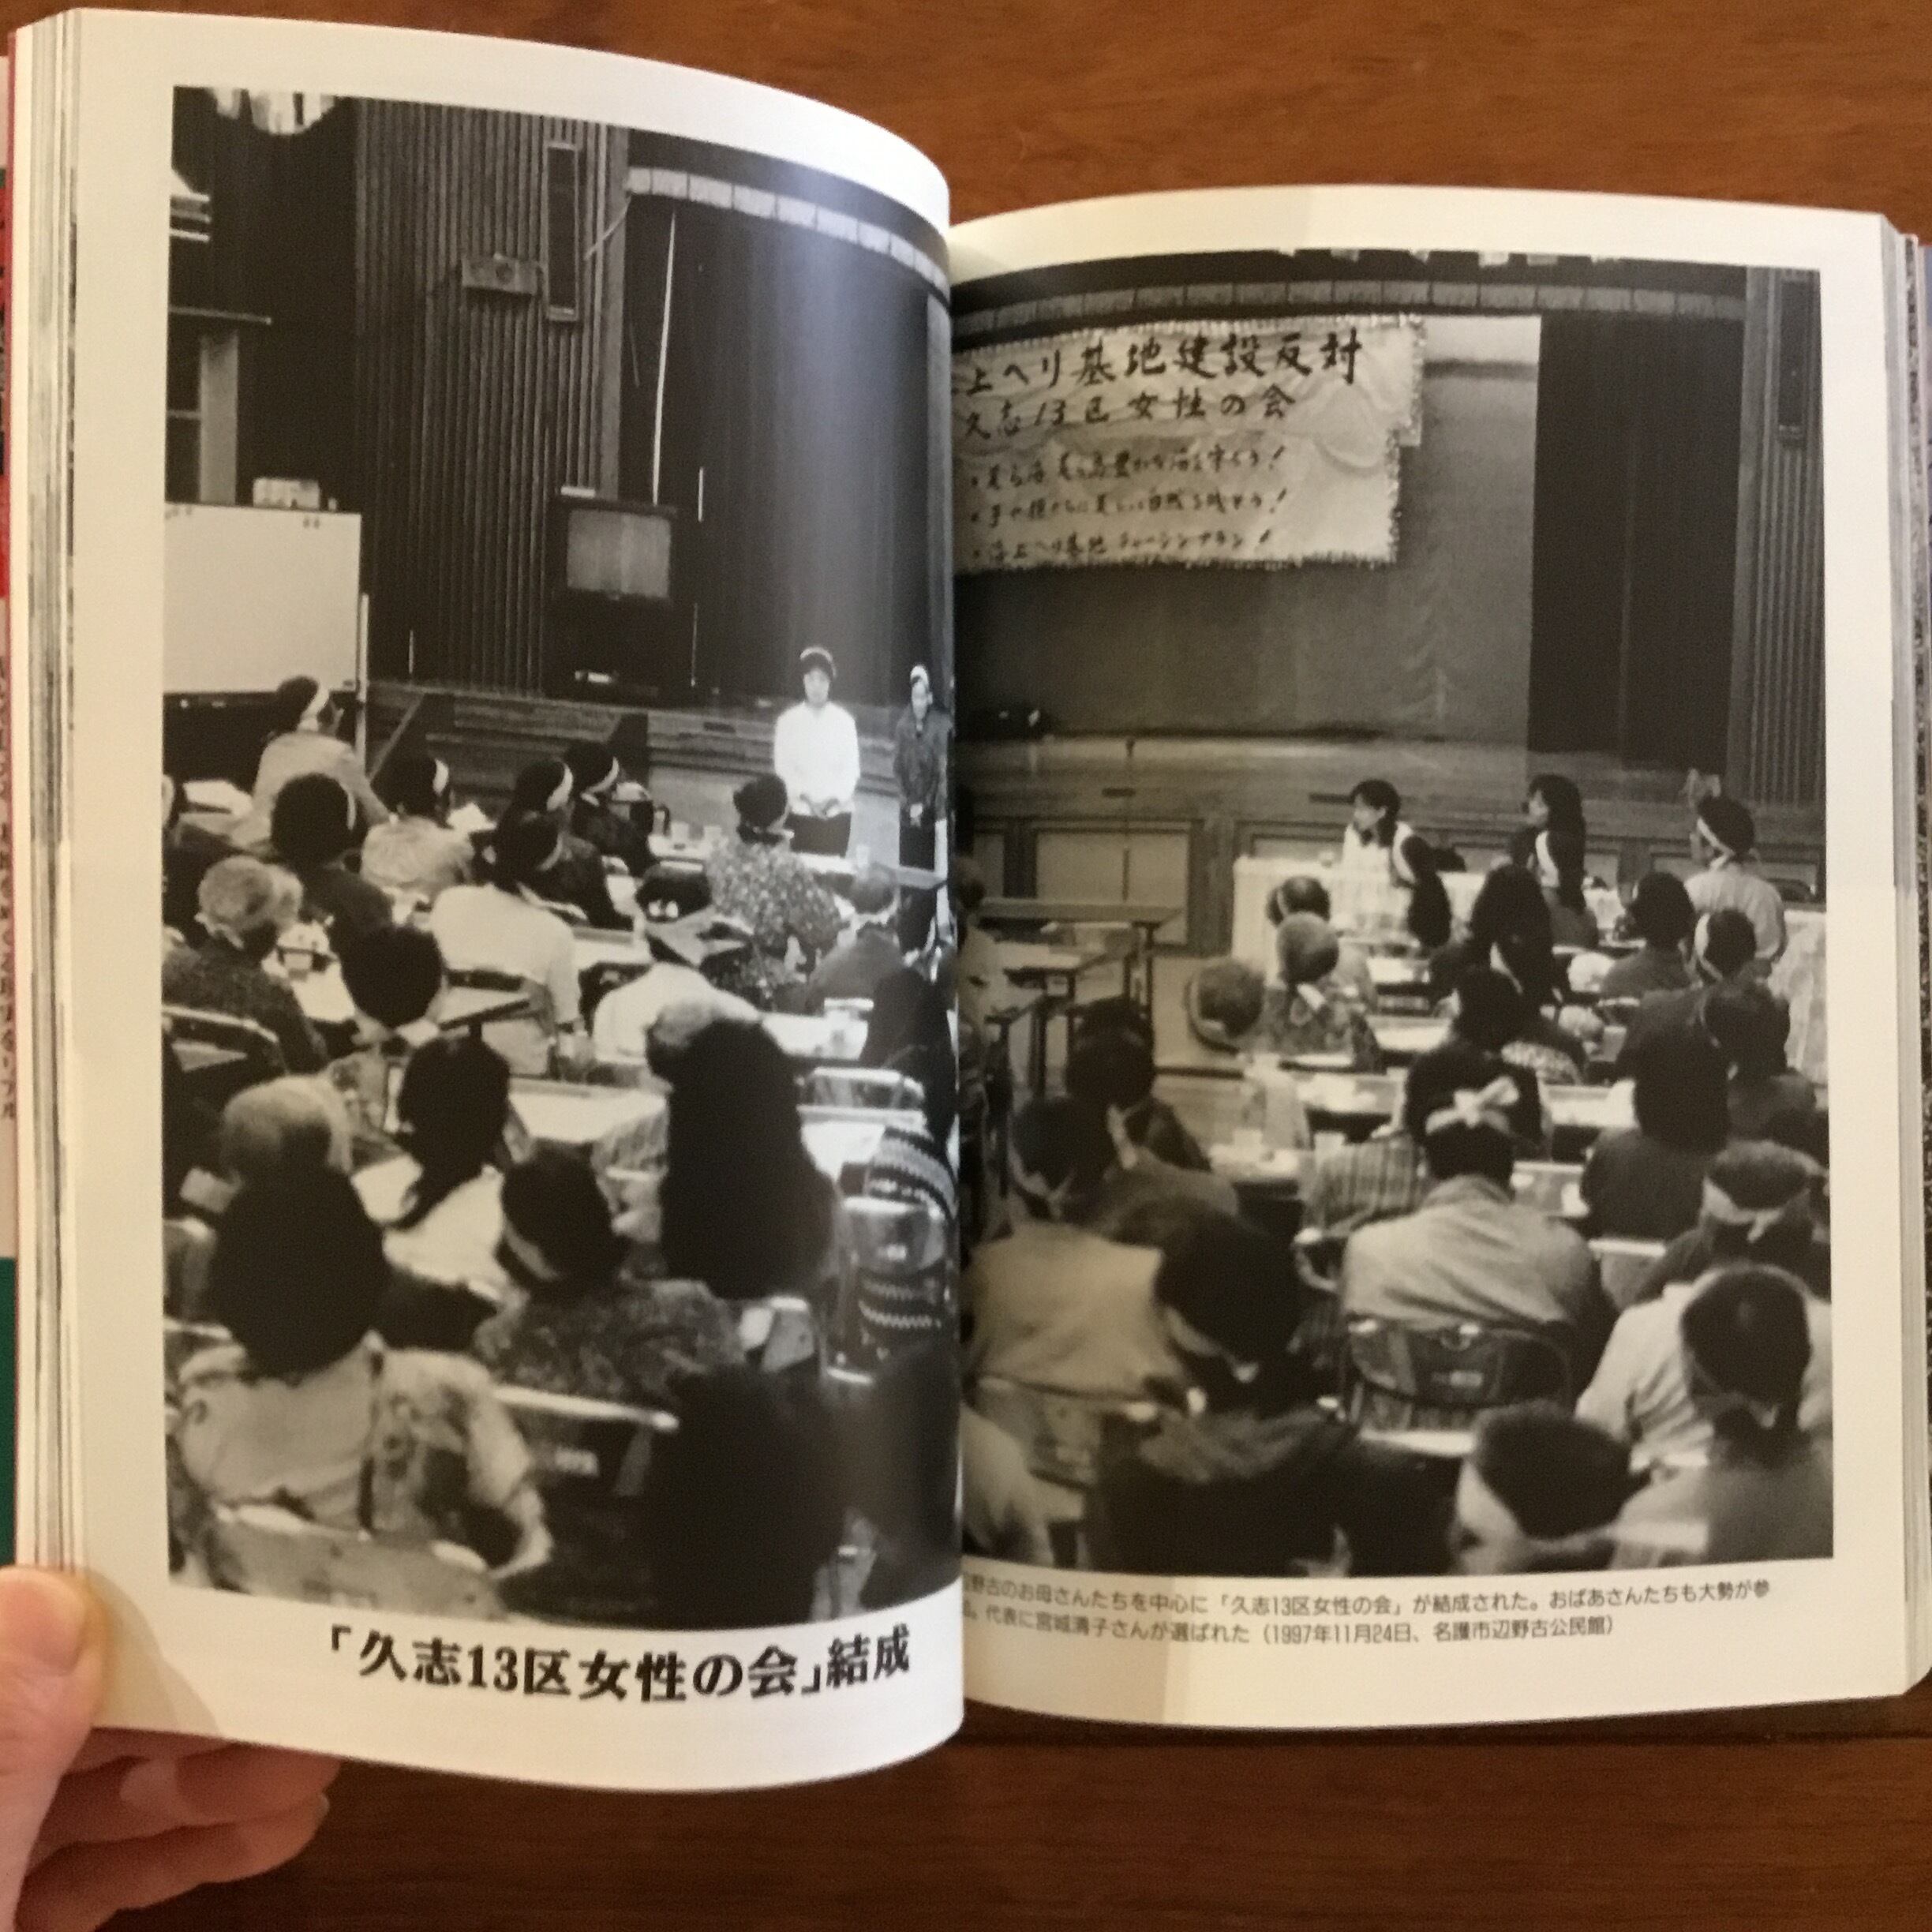 上ヘリ基地建設反対
久志13区女性の会
・海上ヘリ基地
「久志13区女性の会」結成
野古のお母さんたちを中心に「久志13区女性の会」が結成された。おばあさんたちも大勢が参
。代表に宮城清子さんが選ばれた（1997年11月24日、名護市辺野古公民館）